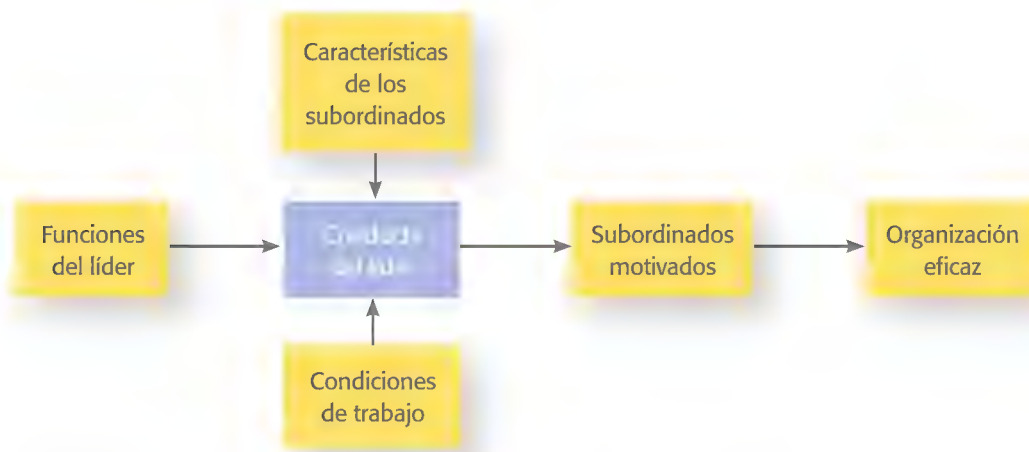 Características
de los
subordinados
Funciones
del líder
Subordinados
motivados
Organización
eficaz
Condiciones
de trabajo